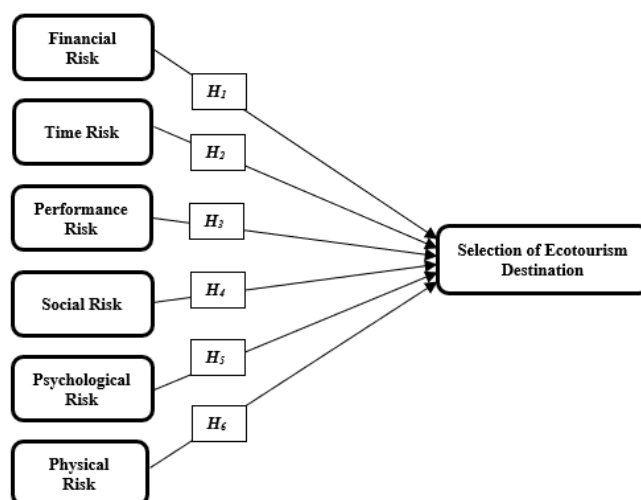 Financial
Risk
H₁
Time Risk
H₂
Performance
Risk
H₃
Selection of Ecotourism
Destination
Social Risk
H₄
Psychological
Risk
H₅
Physical
Risk
H₆